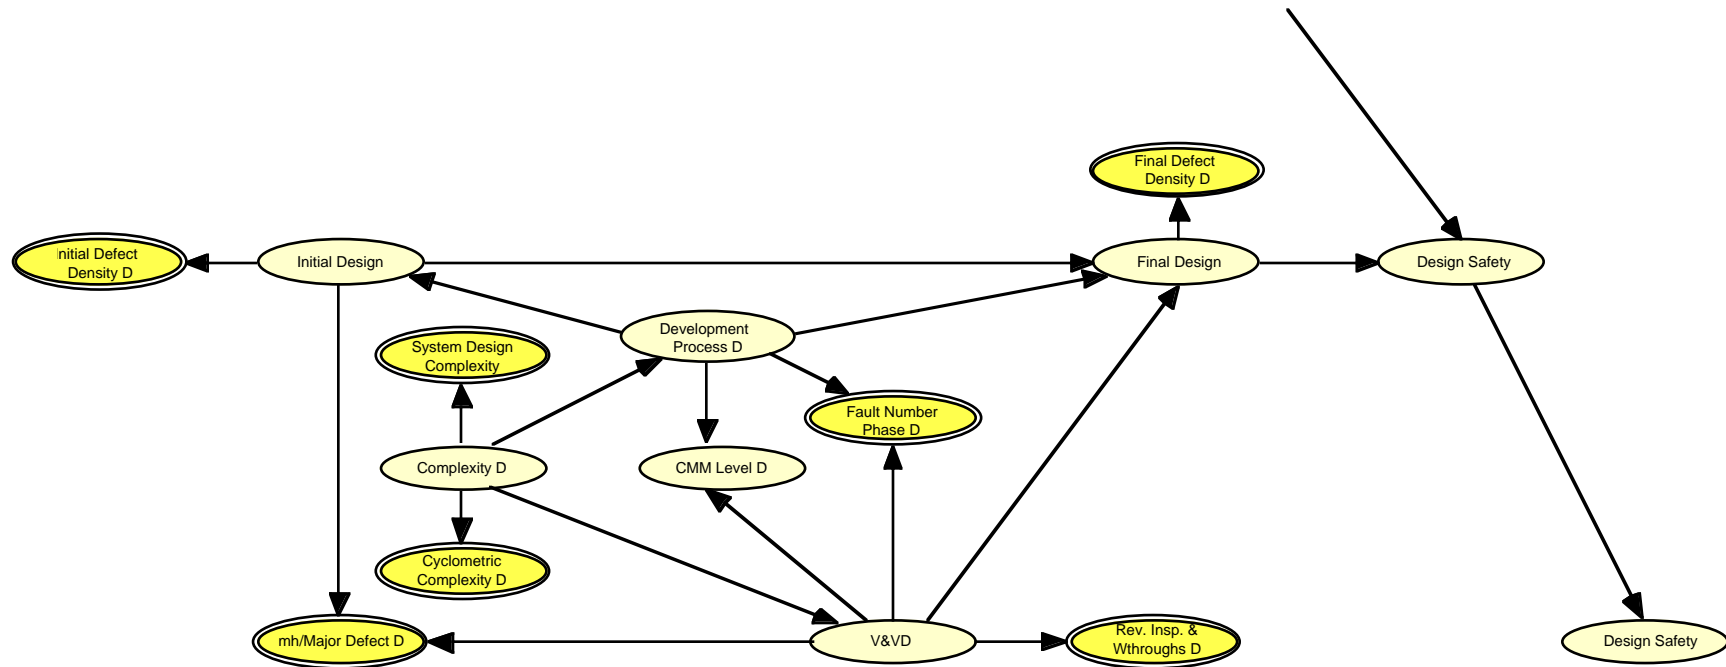 Final Defect
Density D
Initial Defect
Density D
Initial Design
Final Design
Design Safety
Development
Process D
System Design
Complexity
Fault Number
Phase D
Complexity D
CMM Level D
Cyclometric
Complexity D
mh/Major Defect D
V&VD
Rev. Insp. &
Wthroughs D
Design Safety